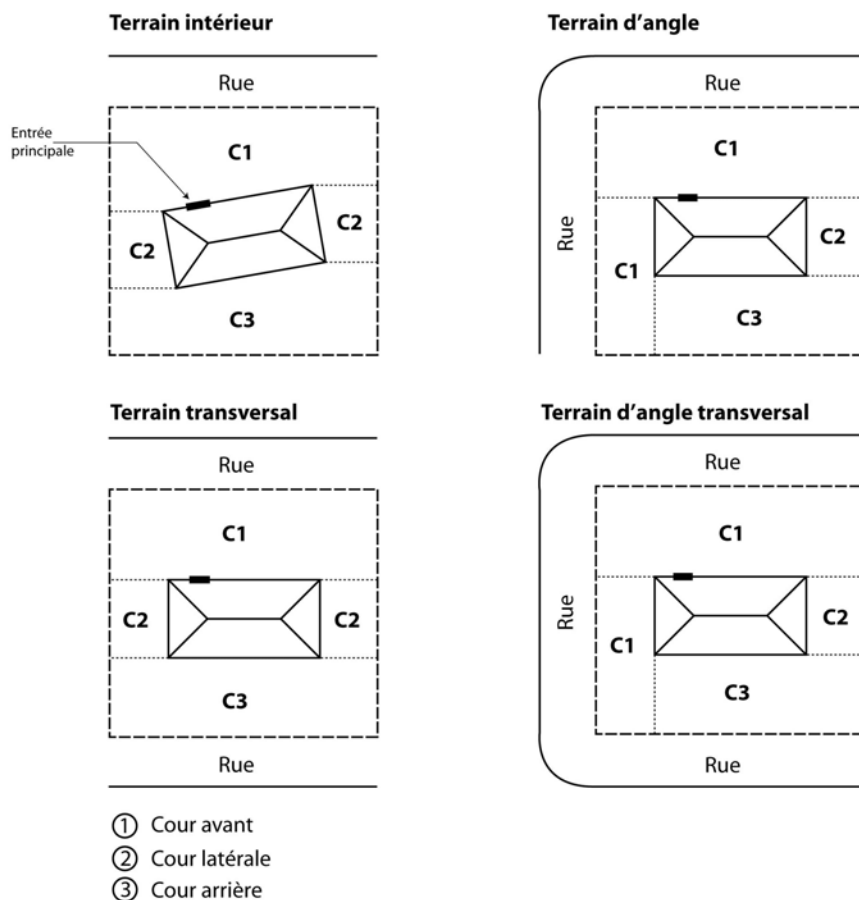 Terrain intérieur
Rue
Entrée
principale
C1
C2
C2
C3
Terrain d'angle
Rue
Rue
C1
C1
C2
C3
Terrain transversal
Rue
C1
C2
C2
C3
Rue
Terrain d'angle transversal
Rue
Rue
C1
C1
C2
C3
Rue
① Cour avant
② Cour latérale
③ Cour arrière